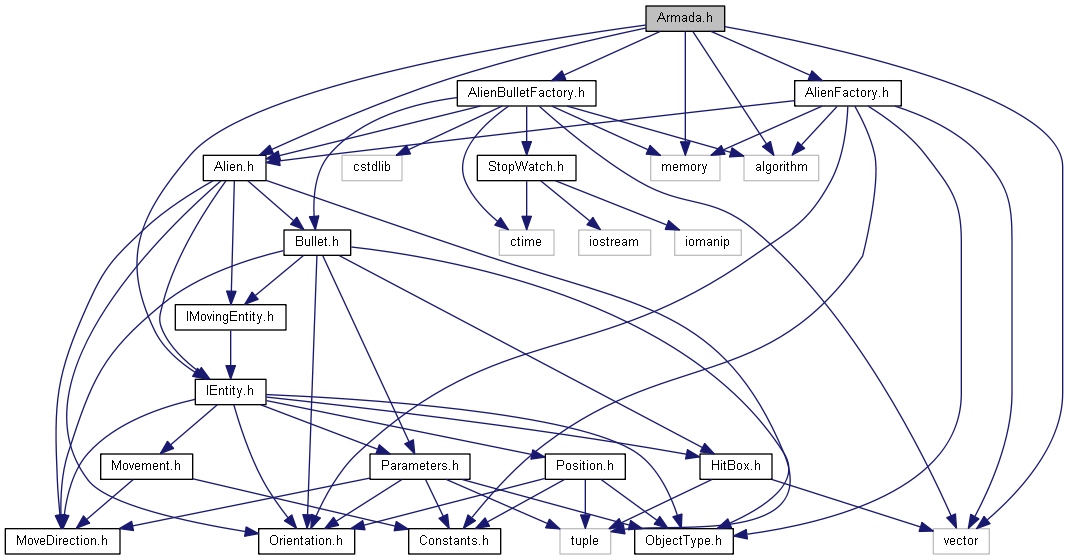 Armada.h
AlienBulletFactory.h
AlienFactory.h
Alien.h
cstdlib
StopWatch.h
memory
algorithm
Bullet.h
ctime
iostream
iomanip
IMovingEntity.h
IEntity.h
Movement.h
Parameters.h
Position.h
HitBox.h
MoveDirection.h
Orientation.h
Constants.h
tuple
ObjectType.h
vector